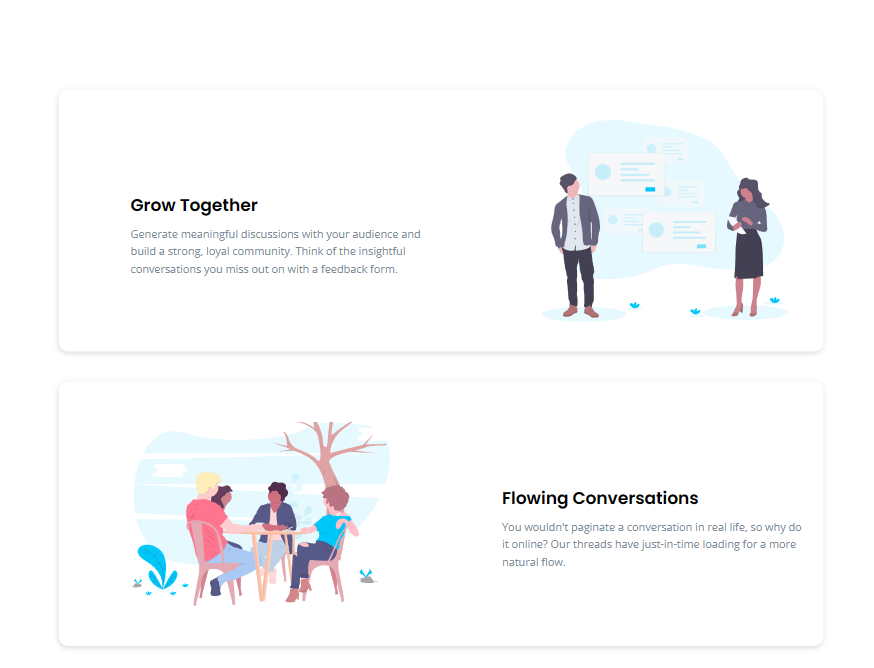 Grow Together
Generate meaningful discussions with your audience and
build a strong, loyal community. Think of the insightful
conversations you miss out on with a feedback form.
Flowing Conversations
You wouldn't paginate a conversation in real life, so why do
it online? Our threads have just-in-time loading for a more
natural flow.